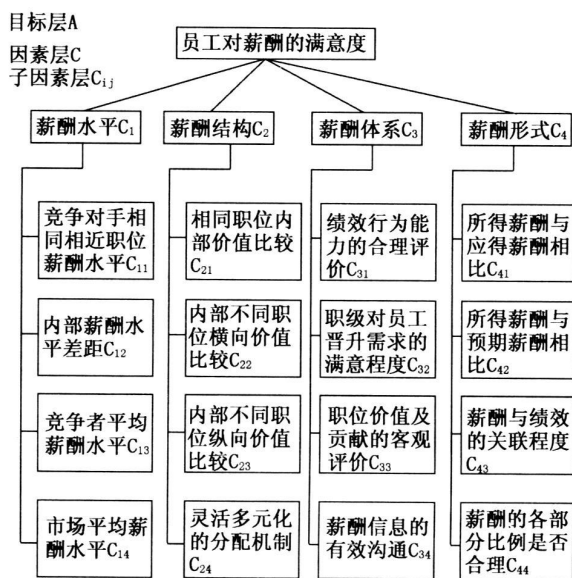 目标层A
因素层C
子因素层C_ij
员工对薪酬的满意度
薪酬水平C₁
薪酬结构C₂
薪酬体系C₃
薪酬形式C₄
竞争对手相
同相近职位
薪酬水平C₁₁
内部薪酬水
平差距C₁₂
竞争者平均
薪酬水平C₁₃
市场平均薪
酬水平C₁₄
相同职位内
部价值比较
C₂₁
内部不同职
位横向价值
比较C₂₂
内部不同职
位纵向价值
比较C₂₃
灵活多元化
的分配机制
C₂₄
绩效行为能
力的合理评
价C₃₁
职级对员工
晋升需求的
满意程度C₃₂
职位价值及
贡献的客观
评价C₃₃
薪酬信息的
有效沟通C₃₄
所得薪酬与
应得薪酬相
比C₄₁
所得薪酬与
预期薪酬相
比C₄₂
薪酬与绩效
的关联程度
C₄₃
薪酬的各部
分比例是否
合理C₄₄